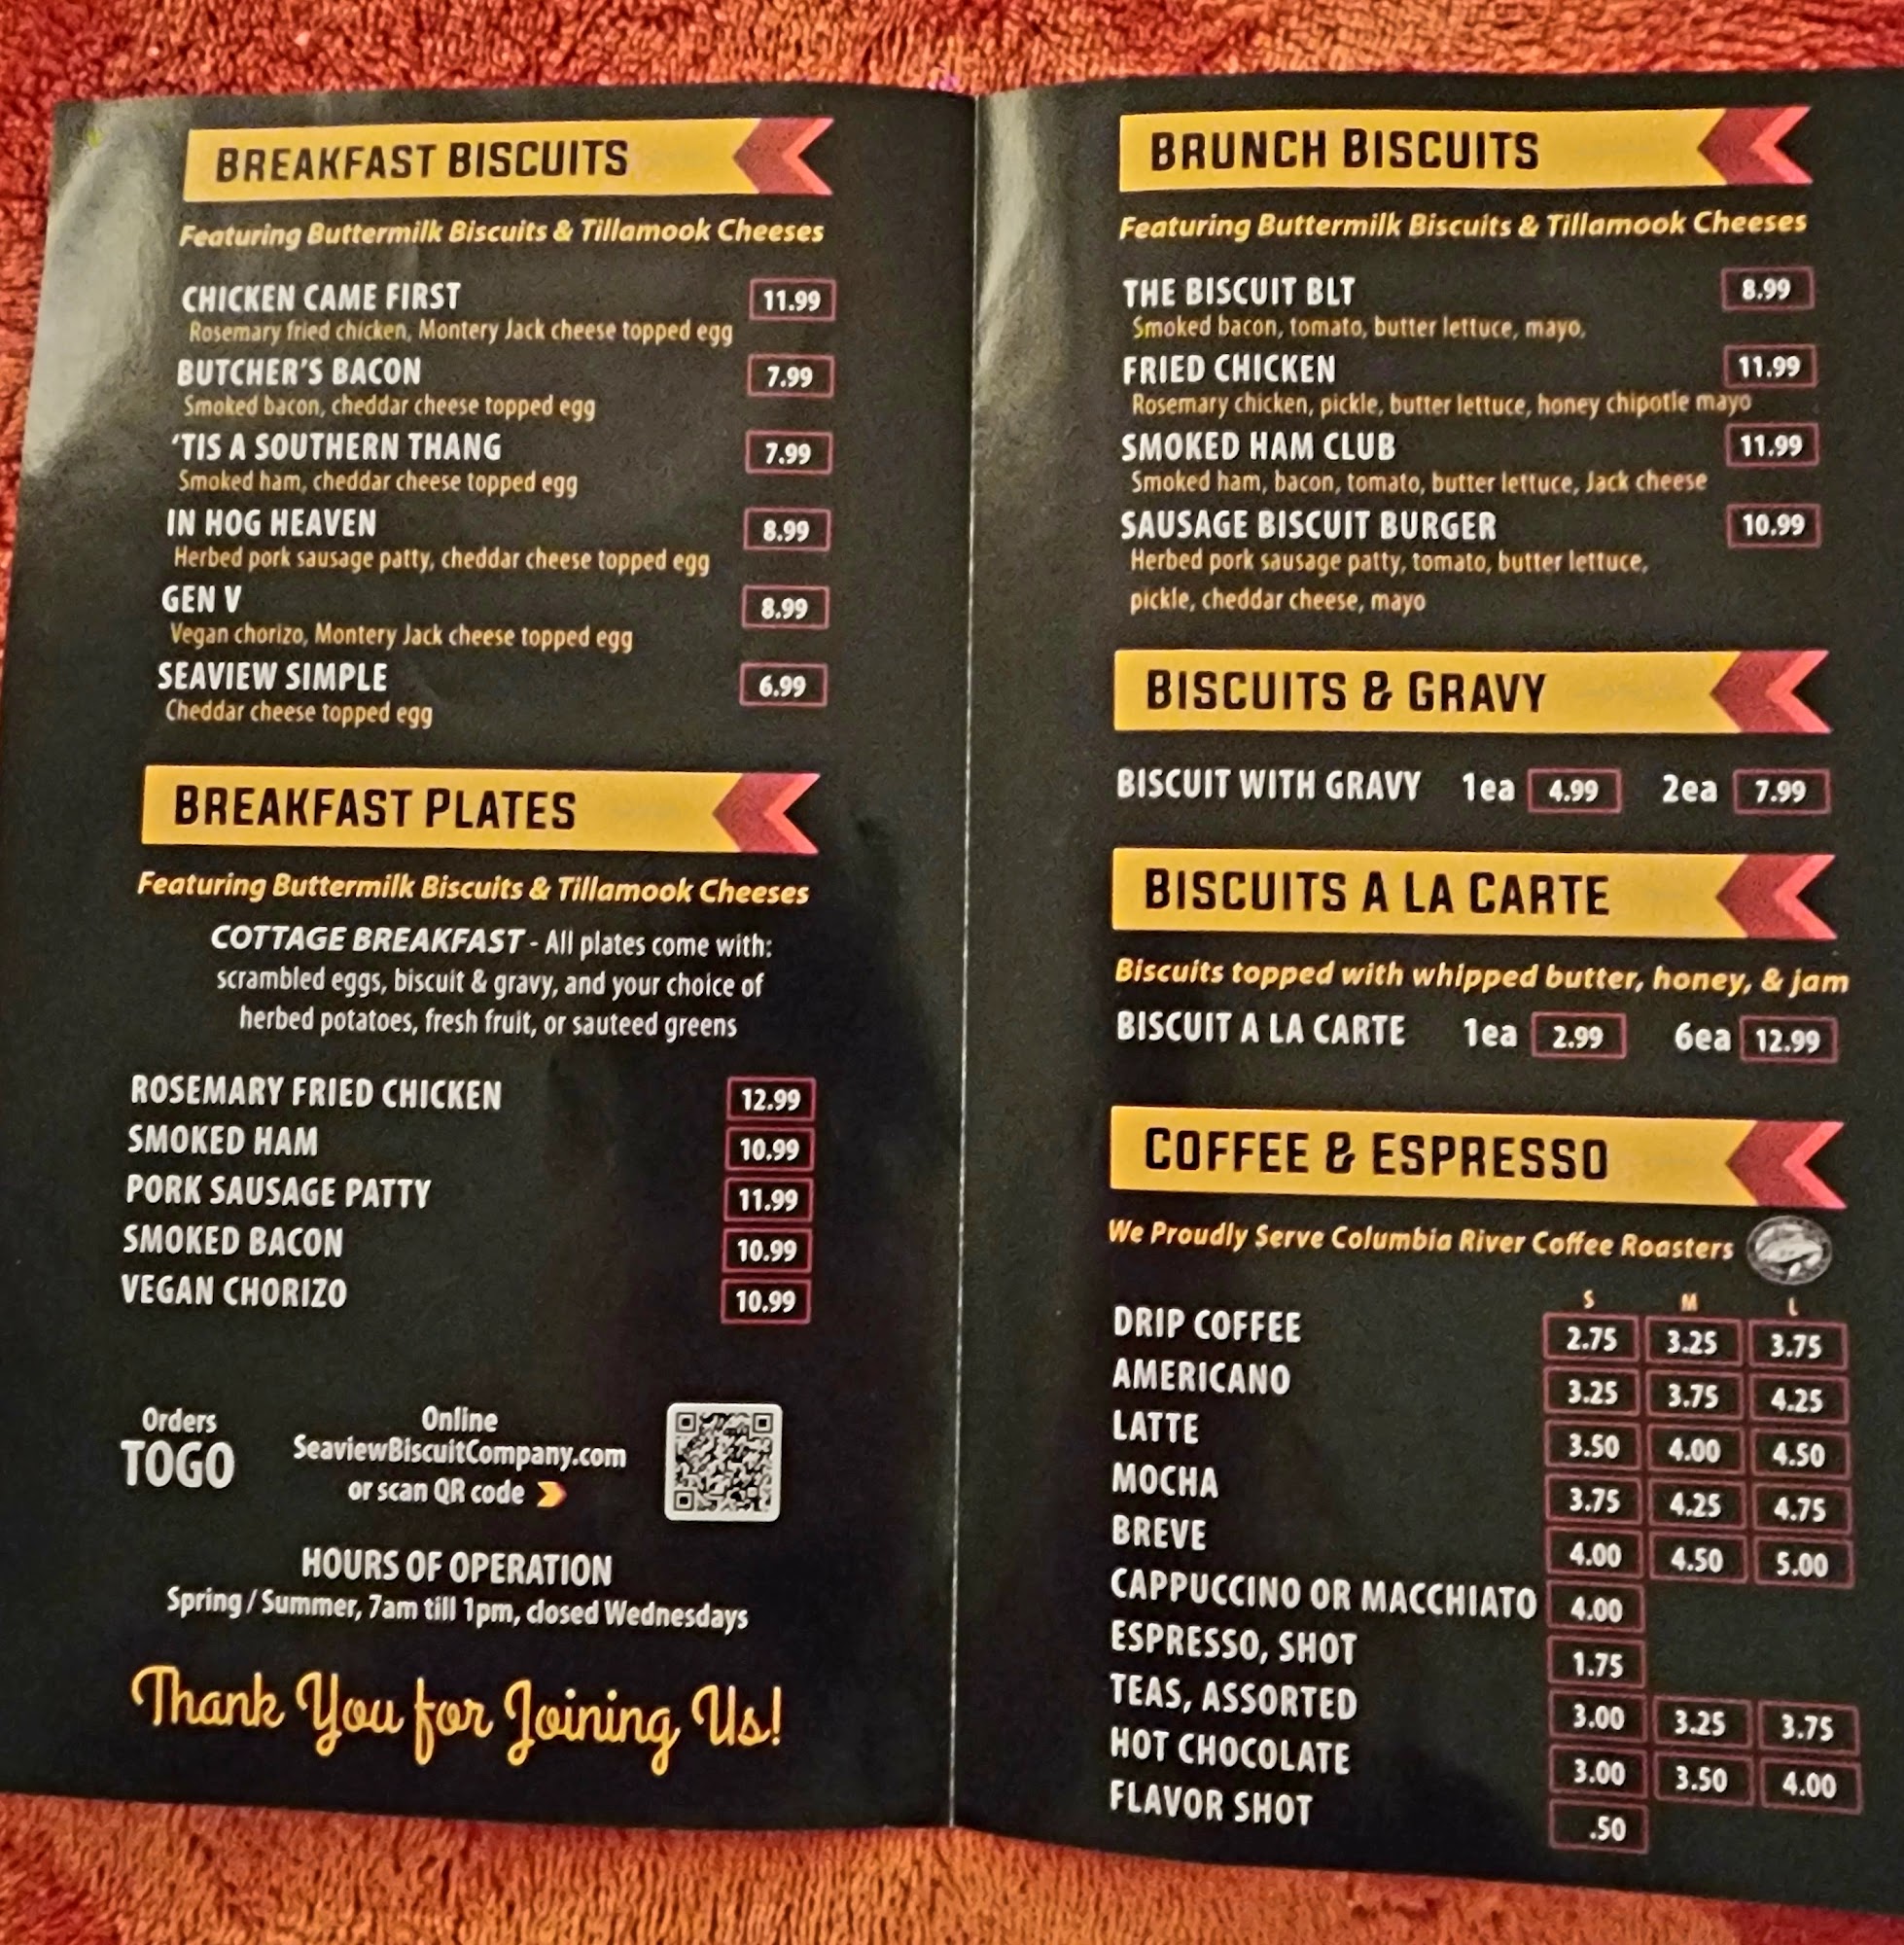 BREAKFAST BISCUITS
Featuring Buttermilk Biscuits & Tillamook Cheeses
CHICKEN CAME FIRST 11.99
Rosemary fried chicken, Montery Jack cheese topped egg
BUTCHER'S BACON 7.99
Smoked bacon, cheddar cheese topped egg
'TIS A SOUTHERN THANG 7.99
Smoked ham, cheddar cheese topped egg
IN HOG HEAVEN 8.99
Herbed pork sausage patty, cheddar cheese topped egg
GEN V 8.99
Vegan chorizo, Montery Jack cheese topped egg
SEAVIEW SIMPLE 6.99
Cheddar cheese topped egg
BREAKFAST PLATES
Featuring Buttermilk Biscuits & Tillamook Cheeses
COTTAGE BREAKFAST - All plates come with:
scrambled eggs, biscuit & gravy, and your choice of
herbed potatoes, fresh fruit, or sauteed greens
ROSEMARY FRIED CHICKEN 12.99
SMOKED HAM 10.99
PORK SAUSAGE PATTY 11.99
SMOKED BACON 10.99
VEGAN CHORIZO 10.99
Orders
TOGO
Online
SeaviewBiscuitCompany.com
or scan QR code
HOURS OF OPERATION
Spring / Summer, 7am till 1pm, closed Wednesdays
Thank You for Joining Us!
BRUNCH BISCUITS
Featuring Buttermilk Biscuits & Tillamook Cheeses
THE BISCUIT BLT 8.99
Smoked bacon, tomato, butter lettuce, mayo,
FRIED CHICKEN 11.99
Rosemary chicken, pickle, butter lettuce, honey chipotle mayo
SMOKED HAM CLUB 11.99
Smoked ham, bacon, tomato, butter lettuce, Jack cheese
SAUSAGE BISCUIT BURGER 10.99
Herbed pork sausage patty, tomato, butter lettuce,
pickle, cheddar cheese, mayo
BISCUITS & GRAVY
BISCUIT WITH GRAVY 1ea 4.99 2ea 7.99
BISCUITS A LA CARTE
Biscuits topped with whipped butter, honey, & jam
BISCUIT A LA CARTE 1ea 2.99 6ea 12.99
COFFEE & ESPRESSO
We Proudly Serve Columbia River Coffee Roasters
S M L
DRIP COFFEE 2.75 3.25 3.75
AMERICANO 3.25 3.75 4.25
LATTE 3.50 4.00 4.50
MOCHA 3.75 4.25 4.75
BREVE 4.00 4.50 5.00
CAPPUCCINO OR MACCHIATO 4.00
ESPRESSO, SHOT 1.75
TEAS, ASSORTED 3.00 3.25 3.75
HOT CHOCOLATE 3.00 3.50 4.00
FLAVOR SHOT .50